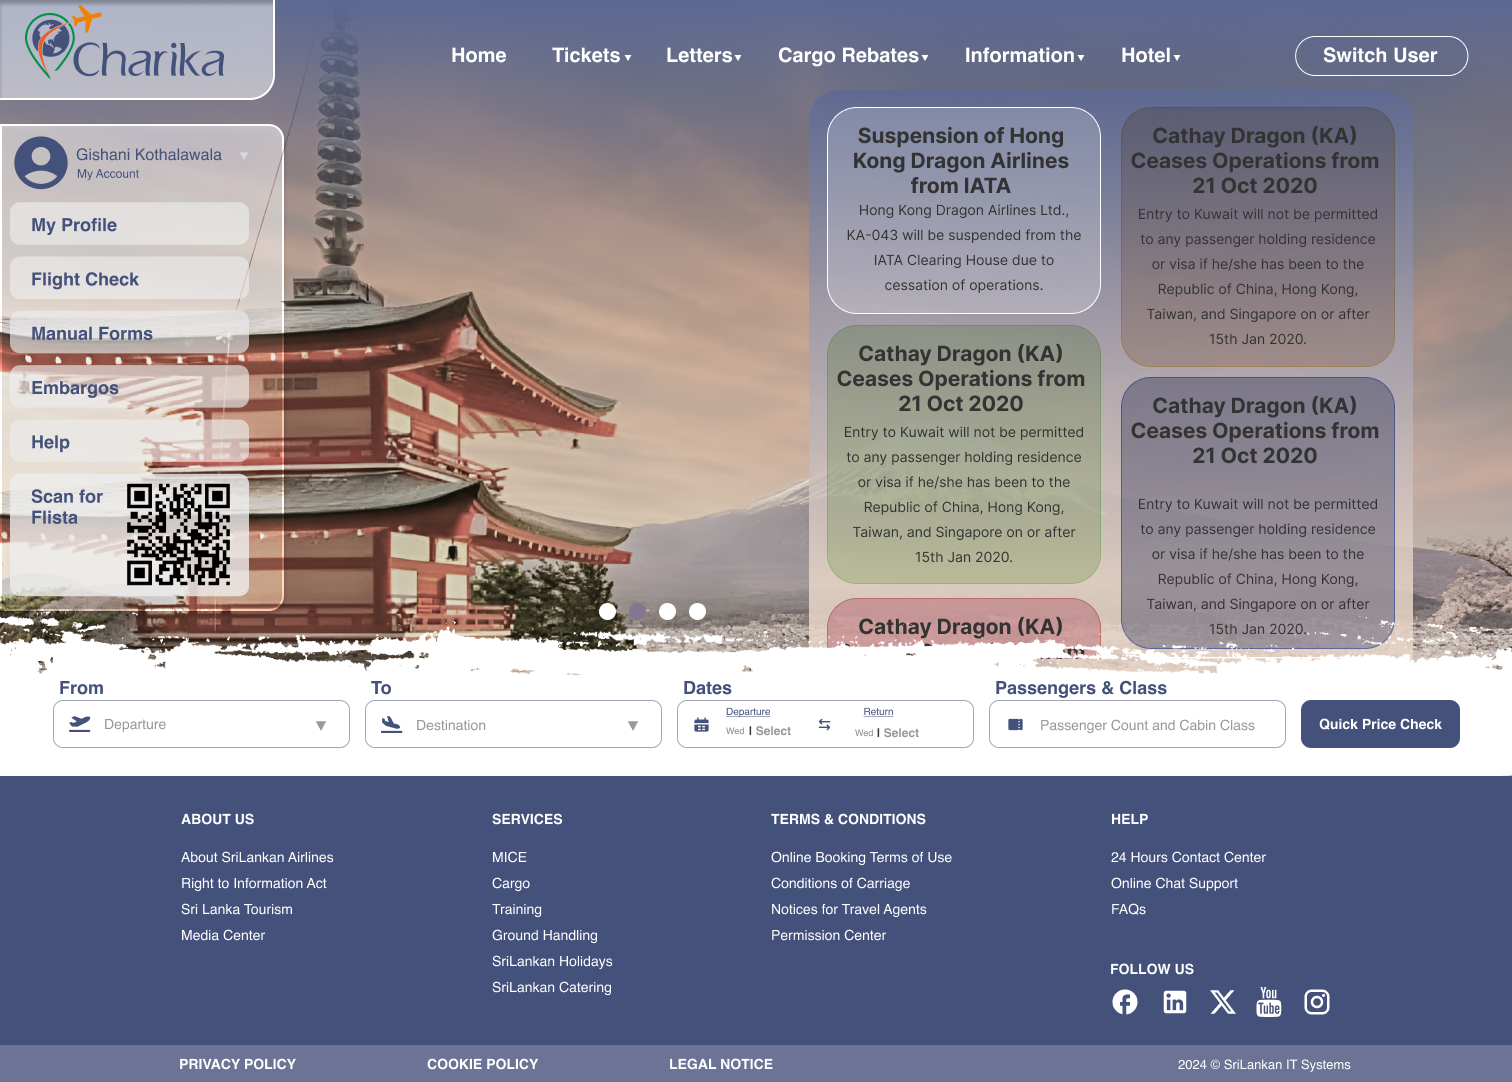 Charika
Home
Tickets
Letters
Cargo Rebates
Information
Hotel
Switch User
Gishani Kothalawala
My Account
My Profile
Flight Check
Manual Forms
Embargos
Help
Scan for
Flista
Suspension of Hong
Kong Dragon Airlines
from IATA
Hong Kong Dragon Airlines Ltd.,
KA-043 will be suspended from the
IATA Clearing House due to
cessation of operations.
Cathay Dragon (KA)
Ceases Operations from
21 Oct 2020
Entry to Kuwait will not be permitted
to any passenger holding residence
or visa if he/she has been to the
Republic of China, Hong Kong,
Taiwan, and Singapore on or after
15th Jan 2020.
Cathay Dragon (KA)
Cathay Dragon (KA)
Ceases Operations from
21 Oct 2020
Entry to Kuwait will not be permitted
to any passenger holding residence
or visa if he/she has been to the
Republic of China, Hong Kong,
Taiwan, and Singapore on or after
15th Jan 2020.
Cathay Dragon (KA)
Ceases Operations from
21 Oct 2020
Entry to Kuwait will not be permitted
to any passenger holding residence
or visa if he/she has been to the
Republic of China, Hong Kong,
Taiwan, and Singapore on or after
15th Jan 2020.
From
Departure
To
Destination
Dates
Departure
Wed | Select
Return
Wed | Select
Passengers & Class
Passenger Count and Cabin Class
Quick Price Check
ABOUT US
About SriLankan Airlines
Right to Information Act
Sri Lanka Tourism
Media Center
SERVICES
MICE
Cargo
Training
Ground Handling
SriLankan Holidays
SriLankan Catering
TERMS & CONDITIONS
Online Booking Terms of Use
Conditions of Carriage
Notices for Travel Agents
Permission Center
HELP
24 Hours Contact Center
Online Chat Support
FAQs
FOLLOW US
in
You
Tube
PRIVACY POLICY
COOKIE POLICY
LEGAL NOTICE
2024 © SriLankan IT Systems